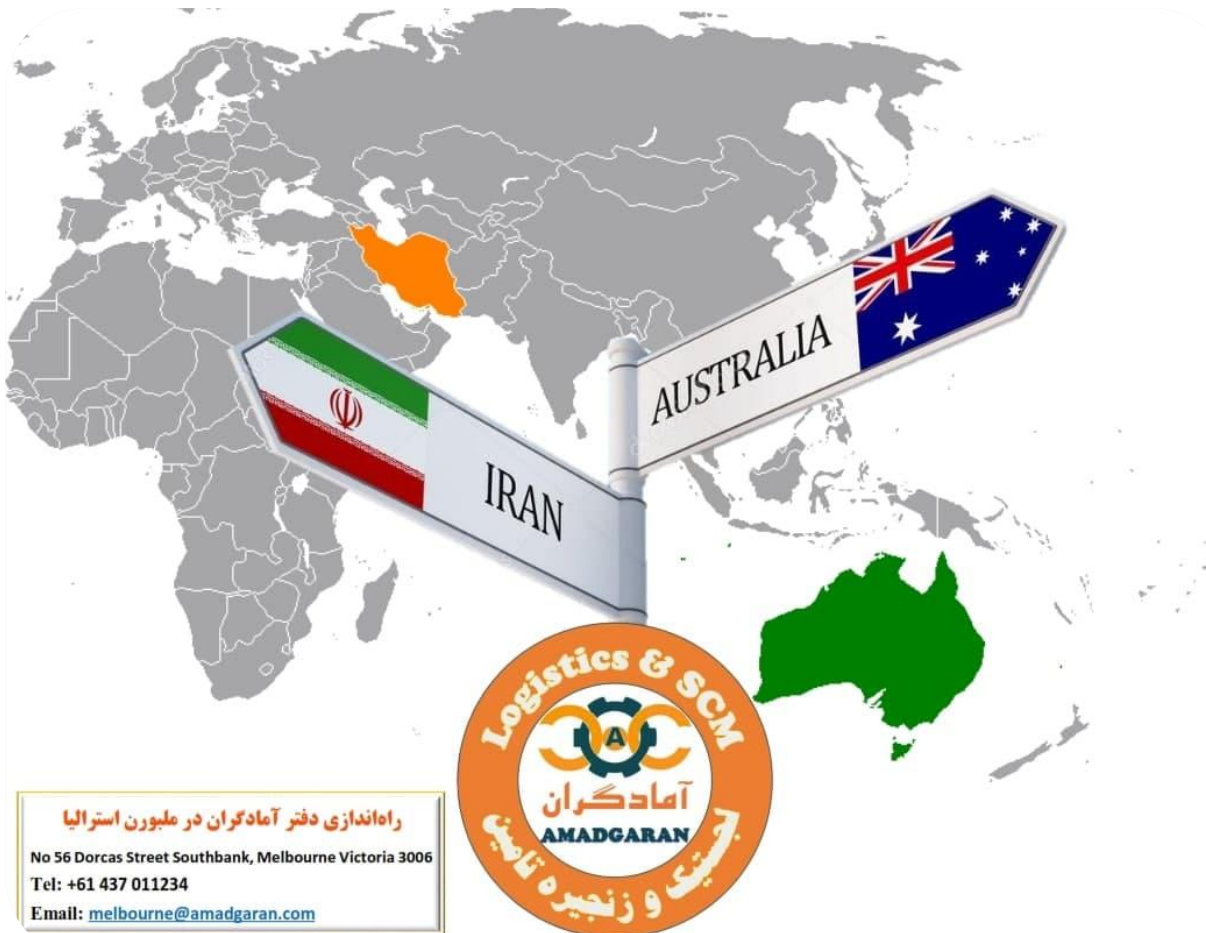 AUSTRALIA
IRAN
Logistics & SCM
A
آمادگران
AMADGARAN
لجستیک و زنجیره تامین
راه‌اندازی دفتر آمادگران در ملبورن استرالیا
No 56 Dorcas Street Southbank, Melbourne Victoria 3006
Tel: +61 437 011234
Email: melbourne@amadgaran.com